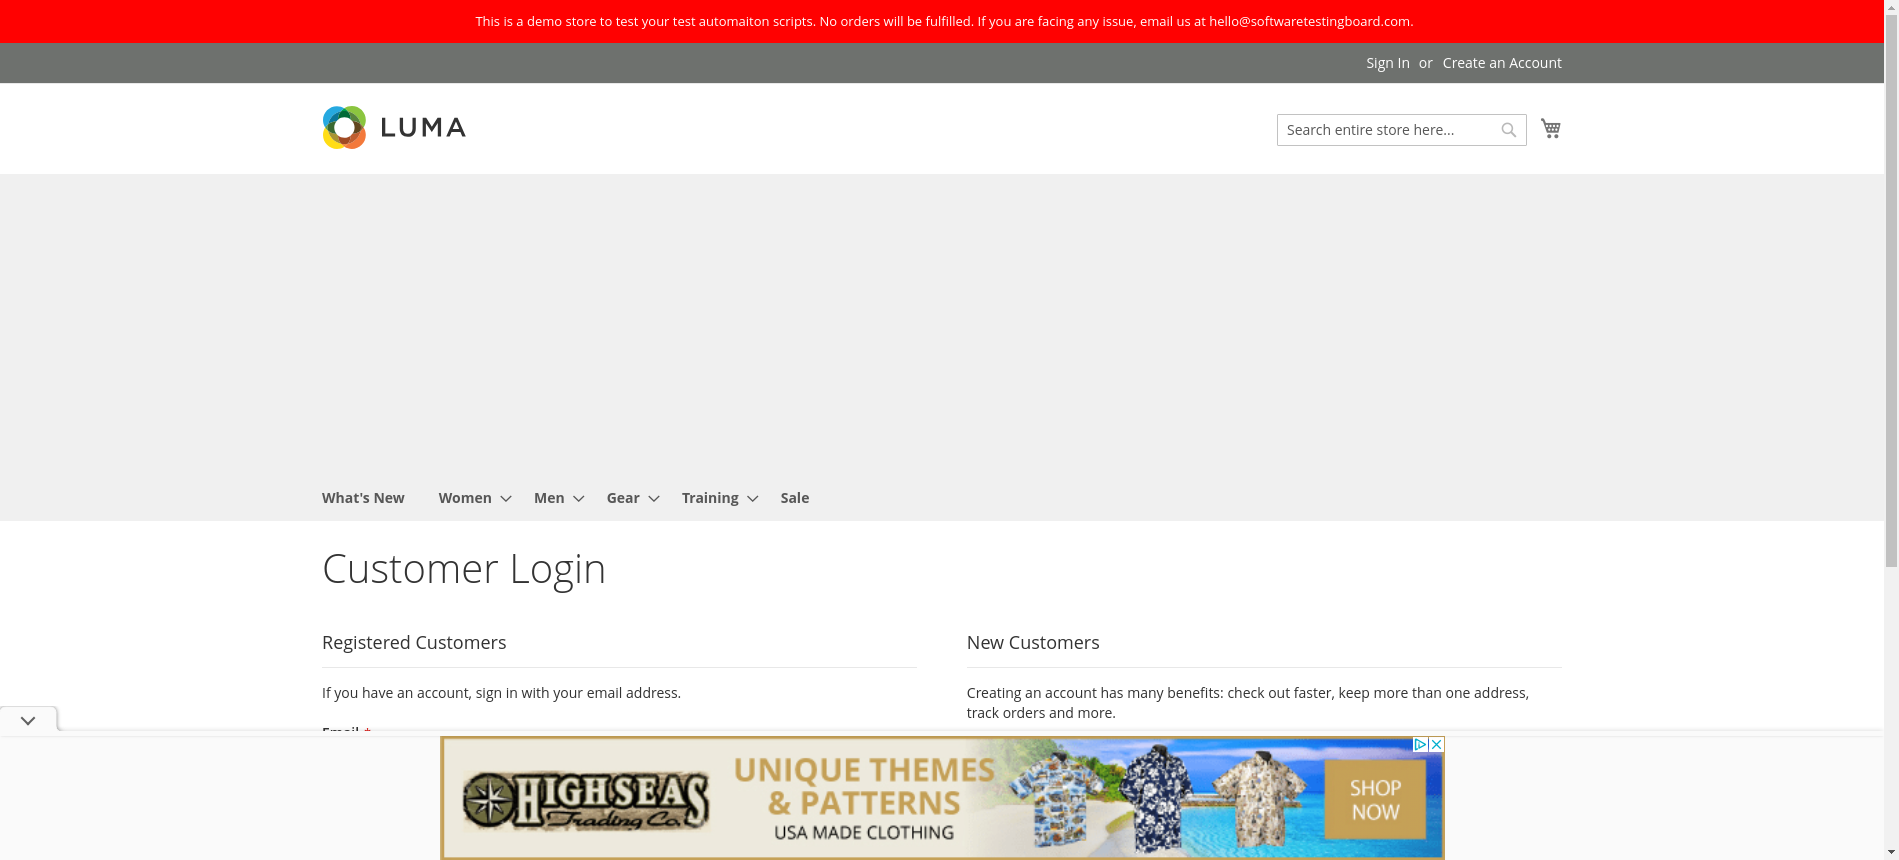 This is a demo store to test your test automaiton scripts. No orders will be fulfilled. If you are facing any issue, email us at hello@softwaretestingboard.com.
Sign In or Create an Account
LUMA
Search entire store here...
What's New Women Men Gear Training Sale
Customer Login
Registered Customers
If you have an account, sign in with your email address.
Email *
New Customers
Creating an account has many benefits: check out faster, keep more than one address,
track orders and more.
HIGH SEAS
Trading Co.
UNIQUE THEMES
& PATTERNS
USA MADE CLOTHING
SHOP
NOW